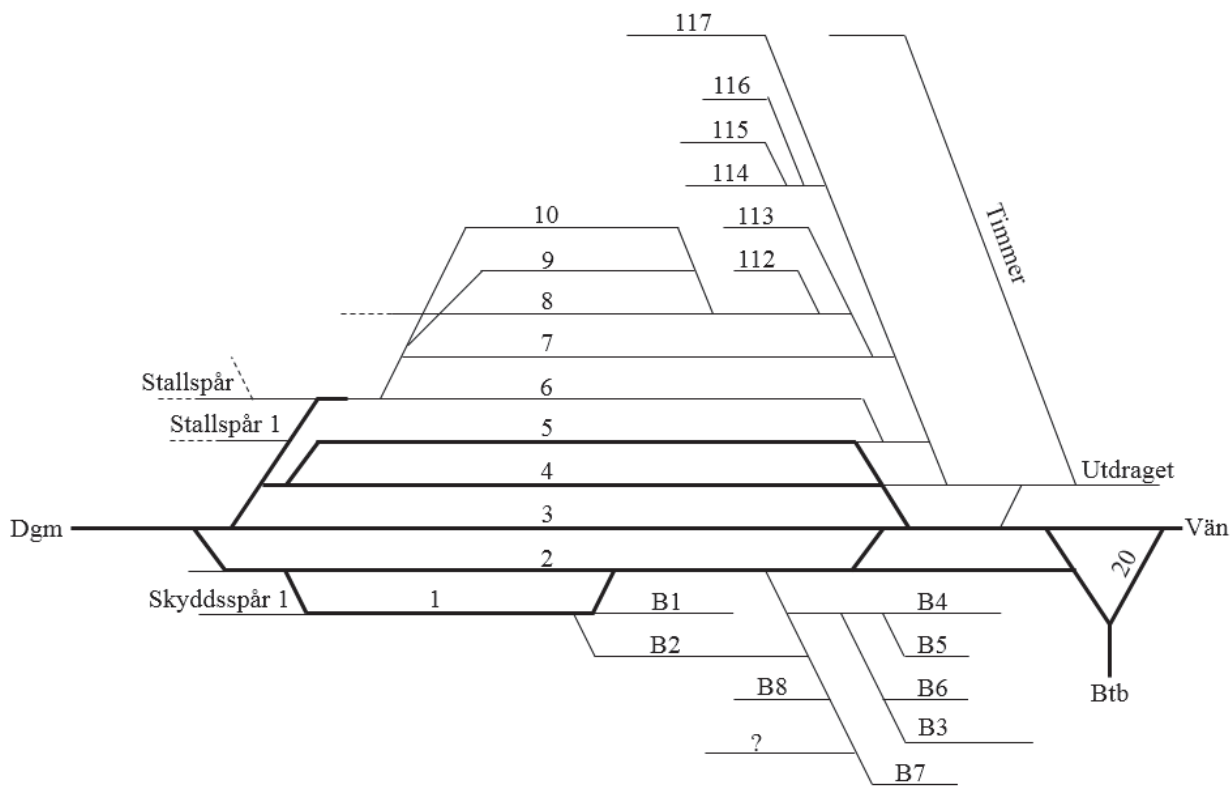 117
116
115
114
10
113
9
112
Timmer
8
7
Stallspår
6
Stallspår 1
5
4
Utdraget
Dgm
3
Vän
2
20
Skyddsspår 1
1
B1
B4
B2
B5
B8
B6
Btb
?
B3
B7